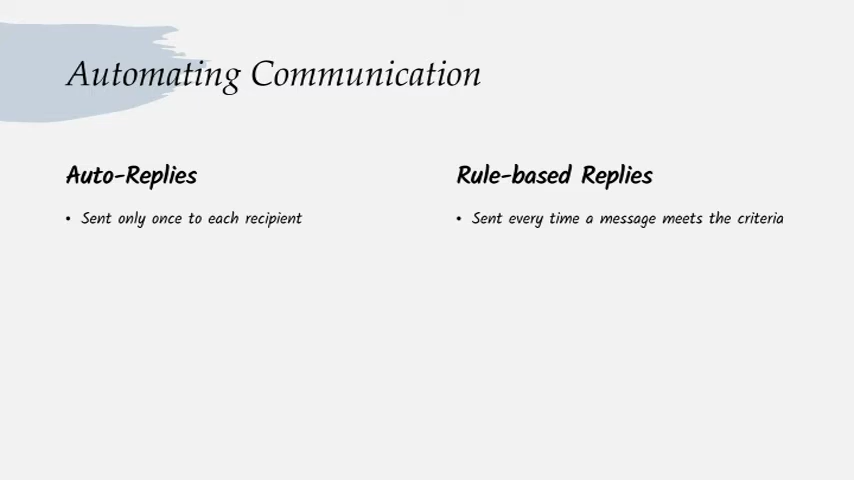 Automating Communication
Auto-Replies
• Sent only once to each recipient
Rule-based Replies
• Sent every time a message meets the criteria